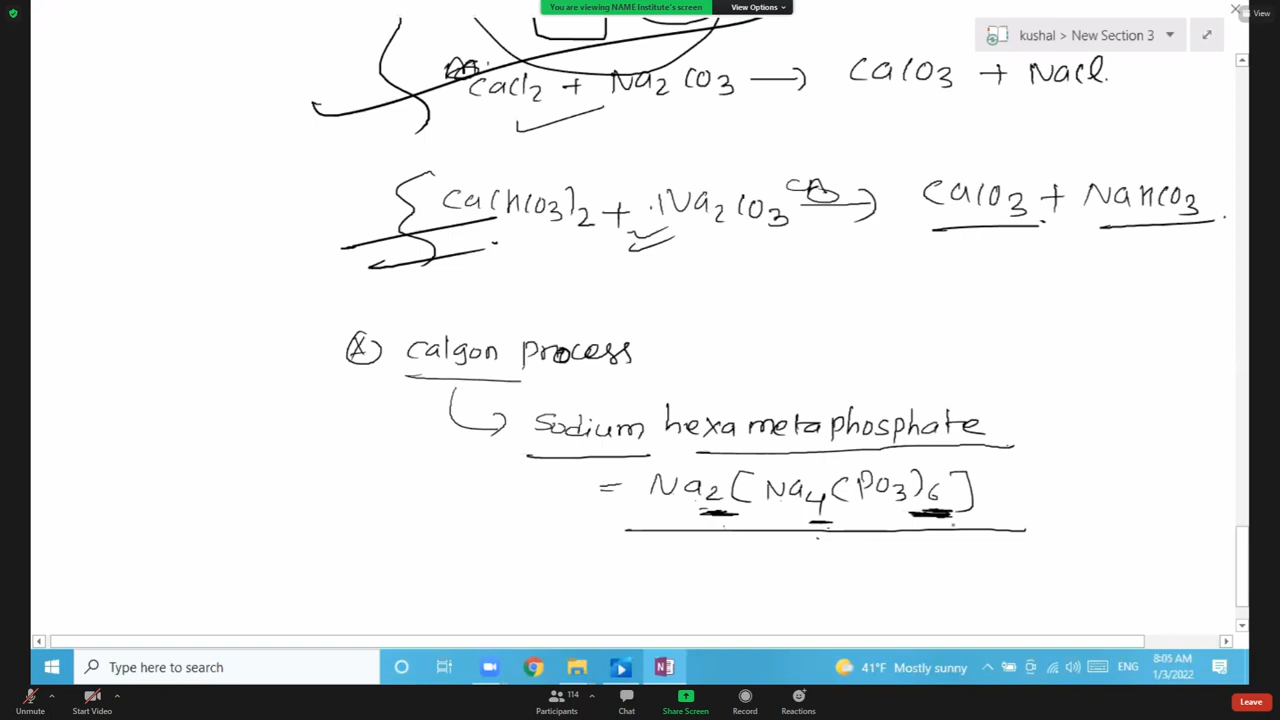 You are viewing NAME Institute's screen View Options
View
kushal > New Section 3
CaCl2 + Na2CO3 → CaCO3 + NaCl.
Ca(HCO3)2 + Na2CO3 → CaCO3 + NaHCO3
Calgon process
Sodium hexametaphosphate
= Na2[Na4(PO3)6]
Type here to search
41°F Mostly sunny
ENG
8:05 AM
1/3/2022
Unmute
Start Video
114
Participants
Chat
Share Screen
Record
Reactions
Leave